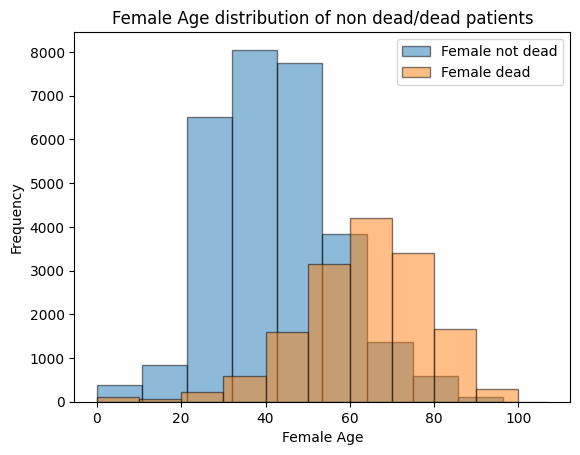 Female Age distribution of non dead/dead patients
Female not dead
Female dead
Frequency
8000
7000
6000
5000
4000
3000
2000
1000
0
0 20 40 60 80 100
Female Age